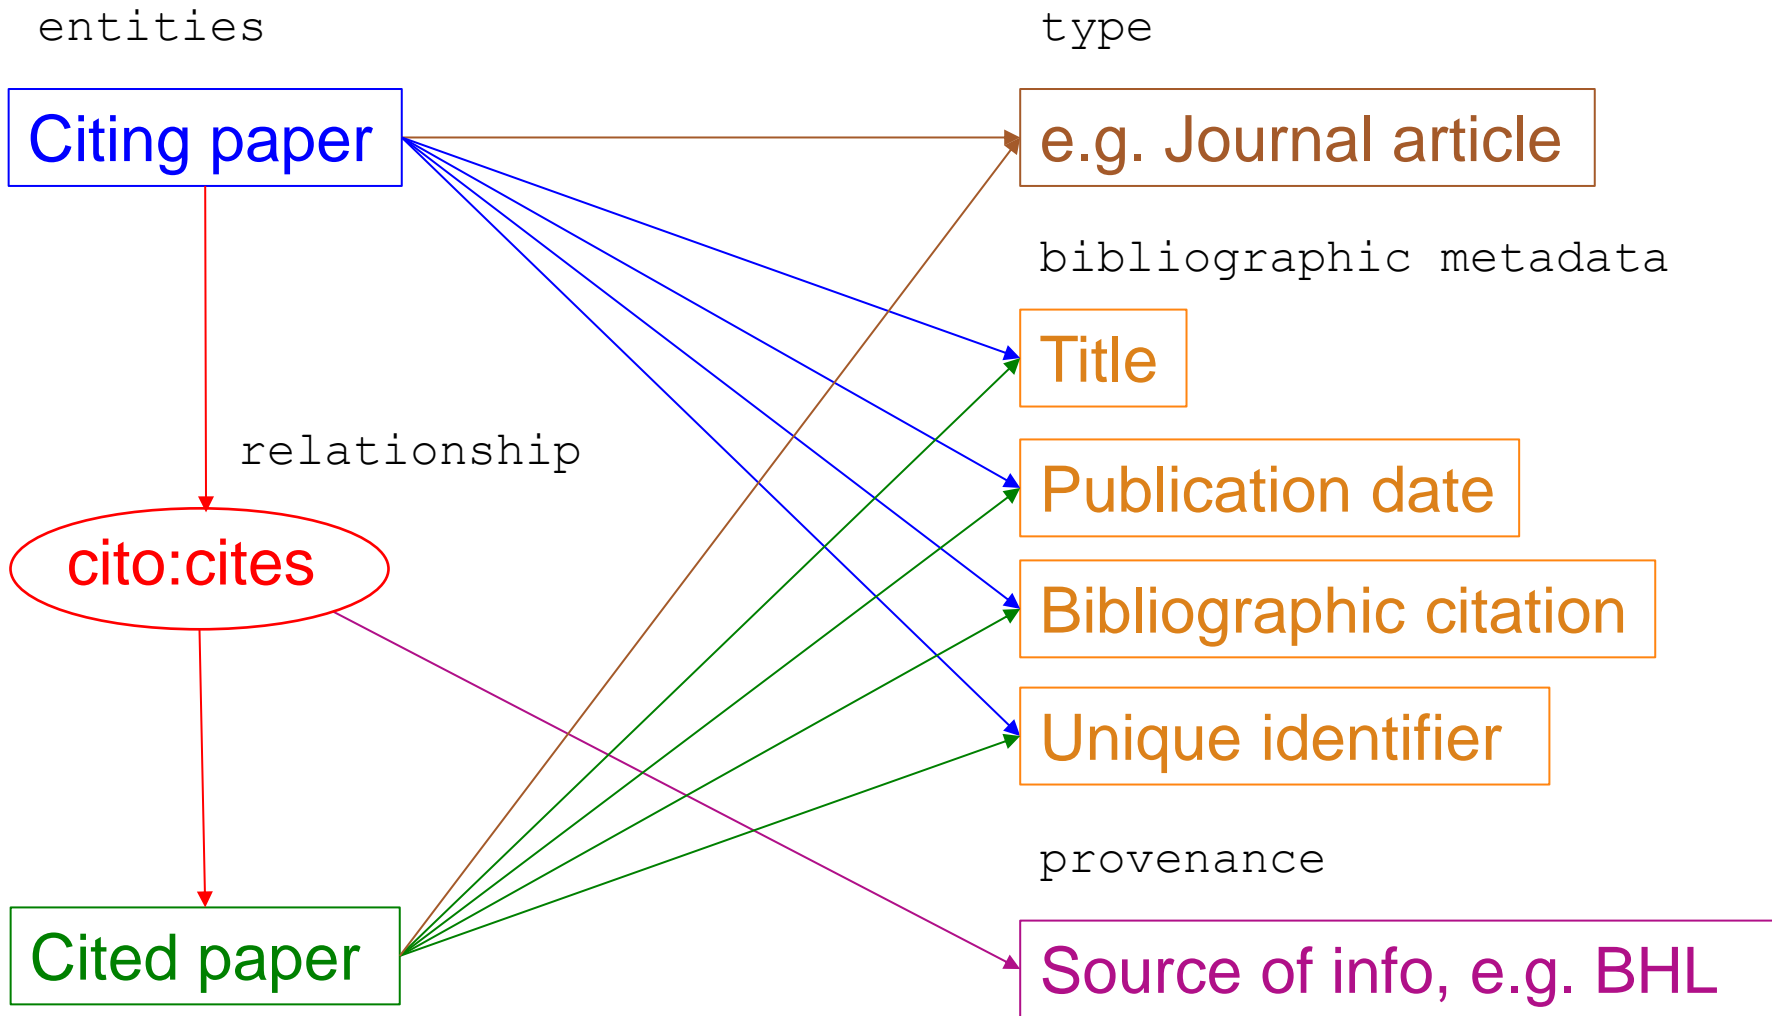 entities
type
Citing paper
e.g. Journal article
bibliographic metadata
Title
relationship
Publication date
cito:cites
Bibliographic citation
Unique identifier
provenance
Cited paper
Source of info, e.g. BHL